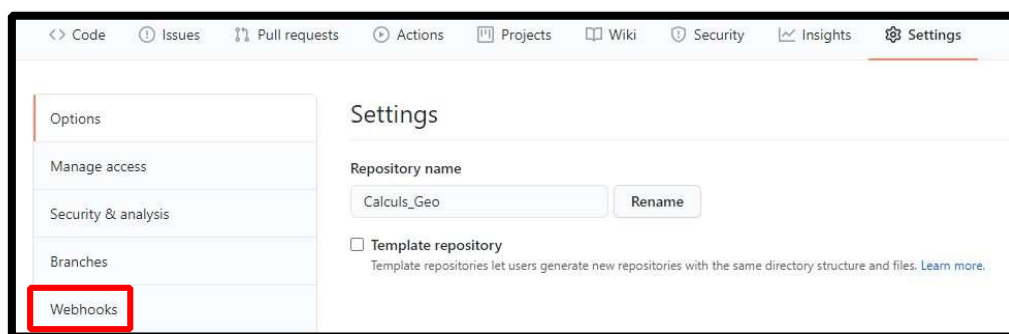 <> Code Issues Pull requests Actions Projects Wiki Security Insights Settings
Options
Manage access
Security & analysis
Branches
Webhooks
Settings
Repository name
Calculs_Geo Rename
Template repository
Template repositories let users generate new repositories with the same directory structure and files. Learn more.